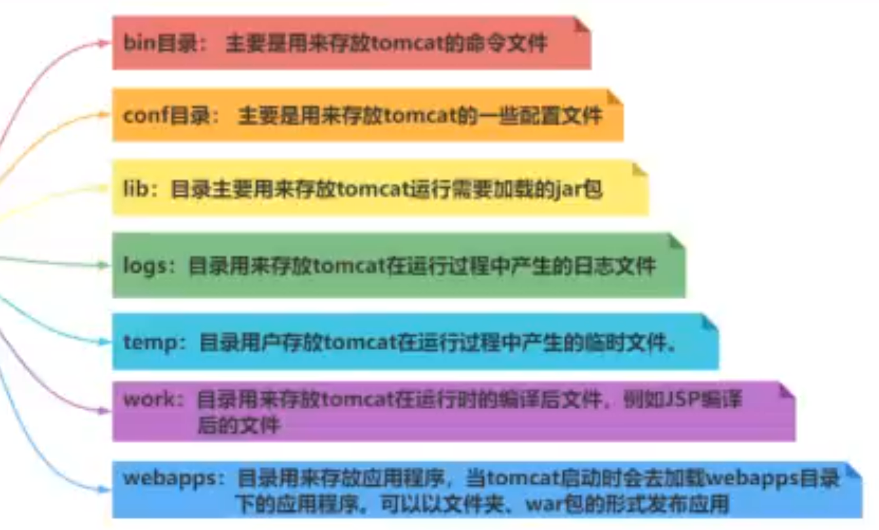 bin目录： 主要是用来存放tomcat的命令文件
conf目录： 主要是用来存放tomcat的一些配置文件
lib：目录主要用来存放tomcat运行需要加载的jar包
logs：目录用来存放tomcat在运行过程中产生的日志文件
temp：目录用户存放tomcat在运行过程中产生的临时文件。
work：目录用来存放tomcat在运行时的编译后文件，例如JSP编译
后的文件
webapps：目录用来存放应用程序，当tomcat启动时会去加载webapps目录
下的应用程序。可以以文件夹、war包的形式发布应用